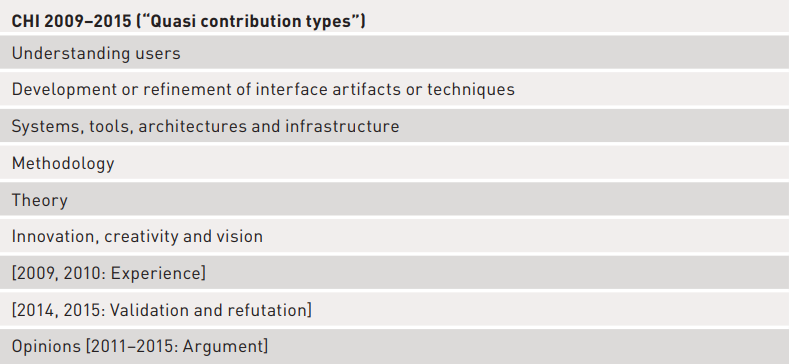 CHI 2009–2015 (“Quasi contribution types”)
Understanding users
Development or refinement of interface artifacts or techniques
Systems, tools, architectures and infrastructure
Methodology
Theory
Innovation, creativity and vision
[2009, 2010: Experience]
[2014, 2015: Validation and refutation]
Opinions [2011–2015: Argument]